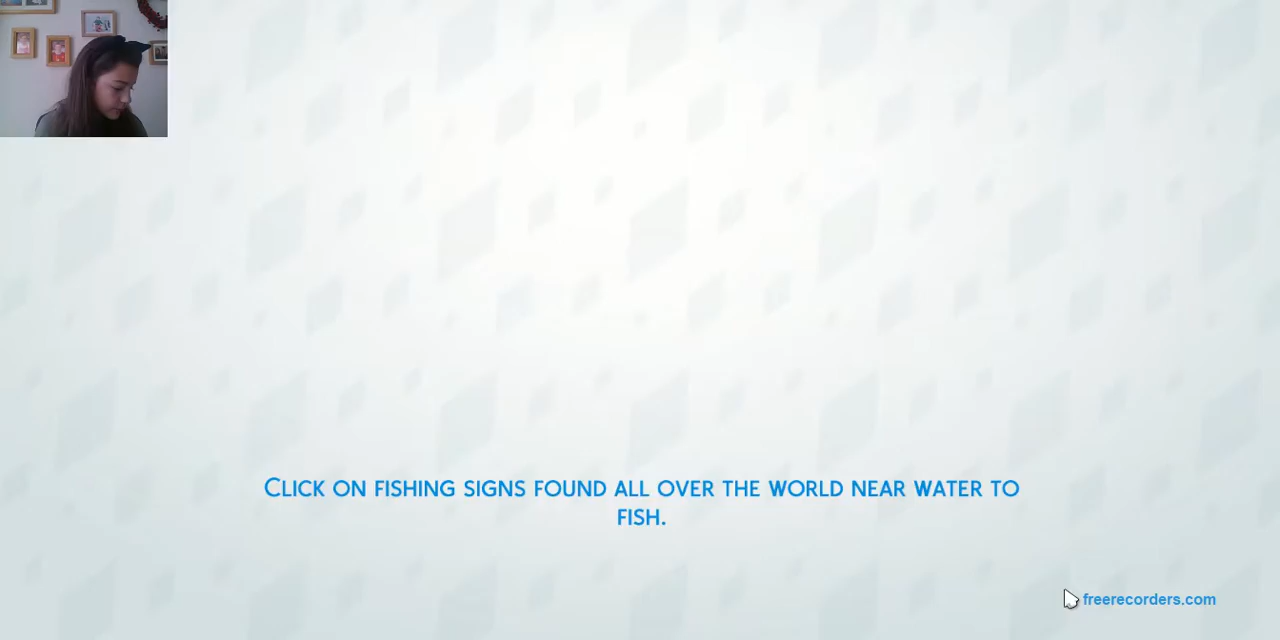 CLICK ON FISHING SIGNS FOUND ALL OVER THE WORLD NEAR WATER TO
FISH.
freerecorders.com